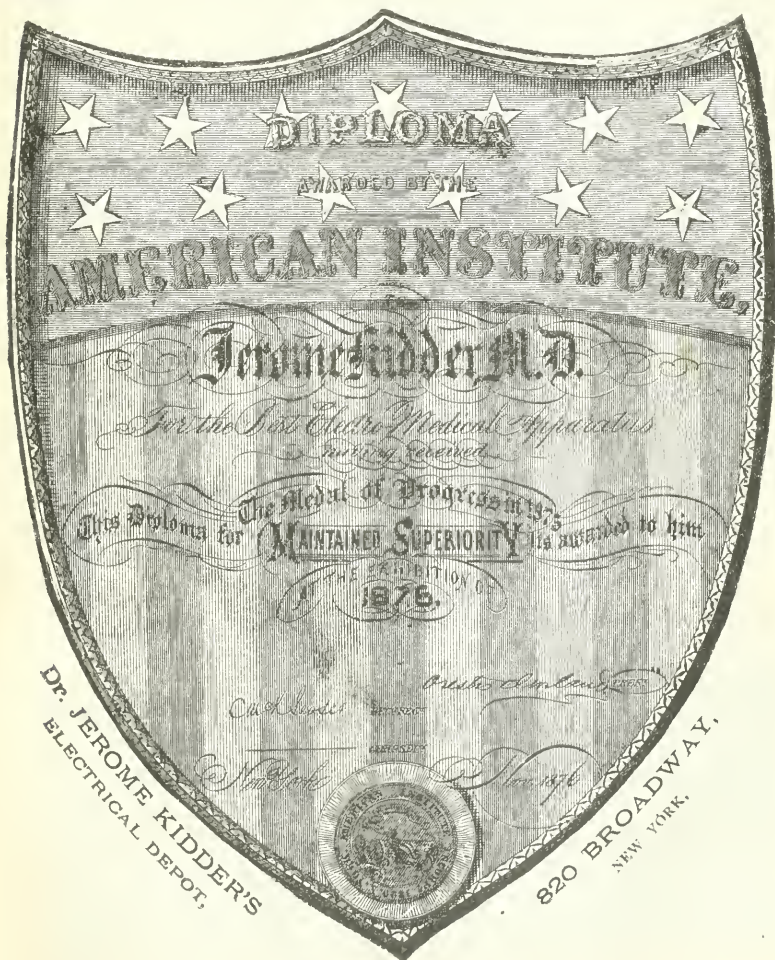 DIPLOMA
AWARDED BY THE
AMERICAN INSTITUTE,
To
Jerome Kidder, M.D.
For the Best Electro-Medical Apparatus
having received
The Medal of Progress in 1875
This Diploma for MAINTAINED SUPERIORITY is awarded to him
AT THE EXHIBITION OF
1876.
New York Nov. 1876
Dr. JEROME KIDDER'S
ELECTRICAL DEPOT,
820 BROADWAY,
NEW YORK.